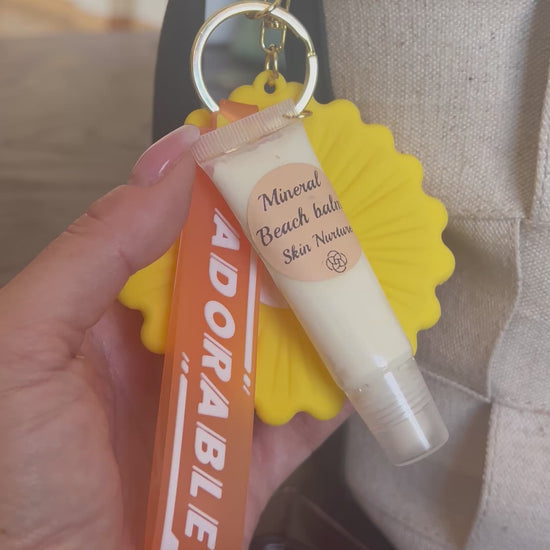 Mineral
Beach balm
Skin Nurture
ADORABLE